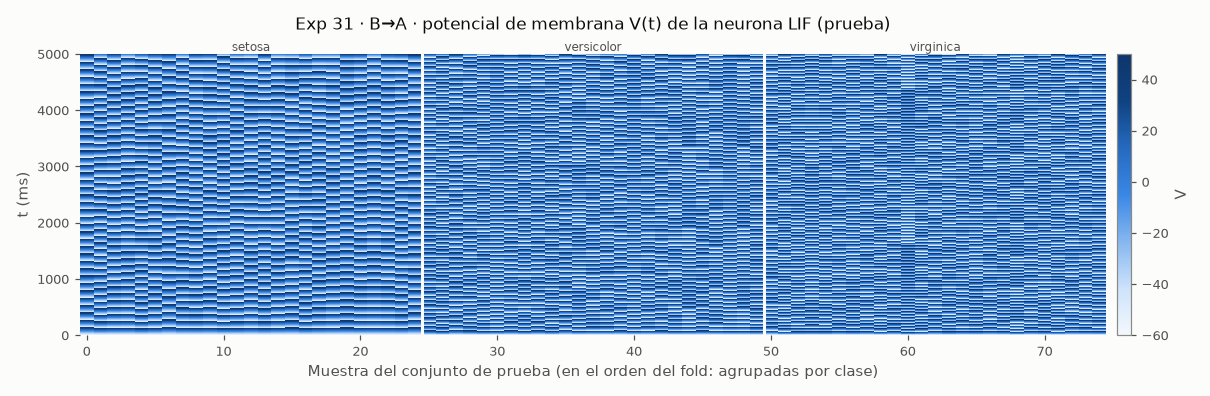 Exp 31 · B→A · potencial de membrana V(t) de la neurona LIF (prueba)
setosa
versicolor
virginica
5000
4000
3000
2000
1000
0
t (ms)
0
10
20
30
40
50
60
70
Muestra del conjunto de prueba (en el orden del fold: agrupadas por clase)
40
20
0
−20
−40
−60
V